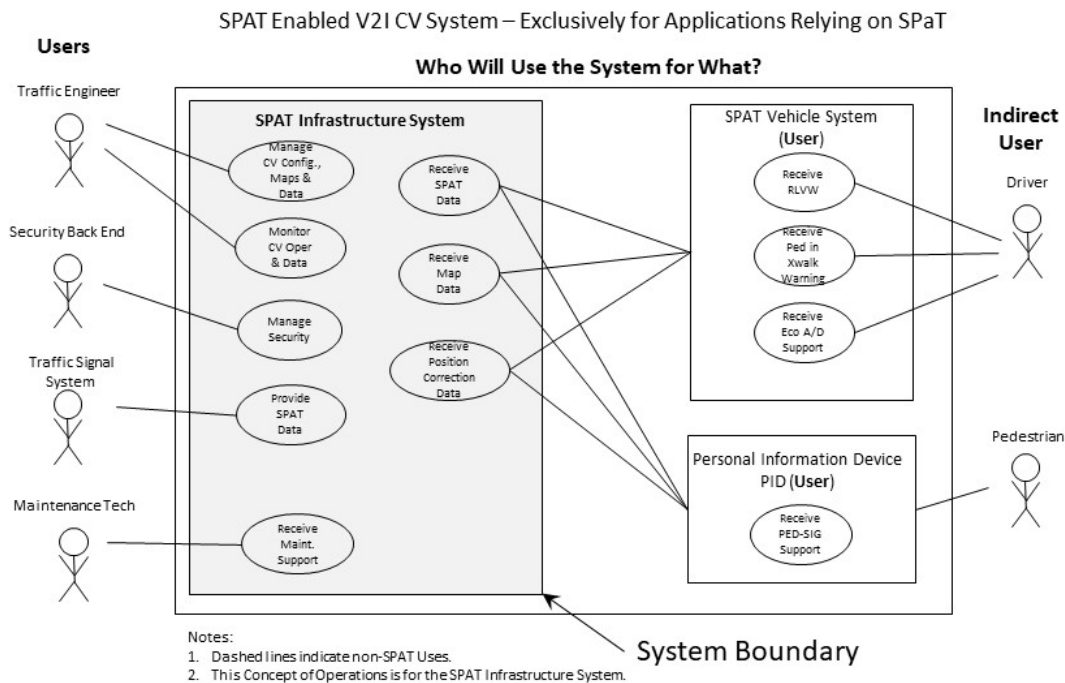 SPAT Enabled V2I CV System – Exclusively for Applications Relying on SPaT
Users
Who Will Use the System for What?
Traffic Engineer
SPAT Infrastructure System
Manage
CV Config.,
Maps &
Data
Monitor
CV Oper
& Data
Manage
Security
Provide
SPAT
Data
Receive
Maint.
Support
Receive
SPAT
Data
Receive
Map
Data
Receive
Position
Correction
Data
Security Back End
Traffic Signal
System
Maintenance Tech
SPAT Vehicle System
(User)
Receive
RLVW
Receive
Ped in
Xwalk
Warning
Receive
Eco A/D
Support
Indirect
User
Driver
Personal Information Device
PID (User)
Receive
PED-SIG
Support
Pedestrian
System Boundary
Notes:
1. Dashed lines indicate non-SPAT Uses.
2. This Concept of Operations is for the SPAT Infrastructure System.